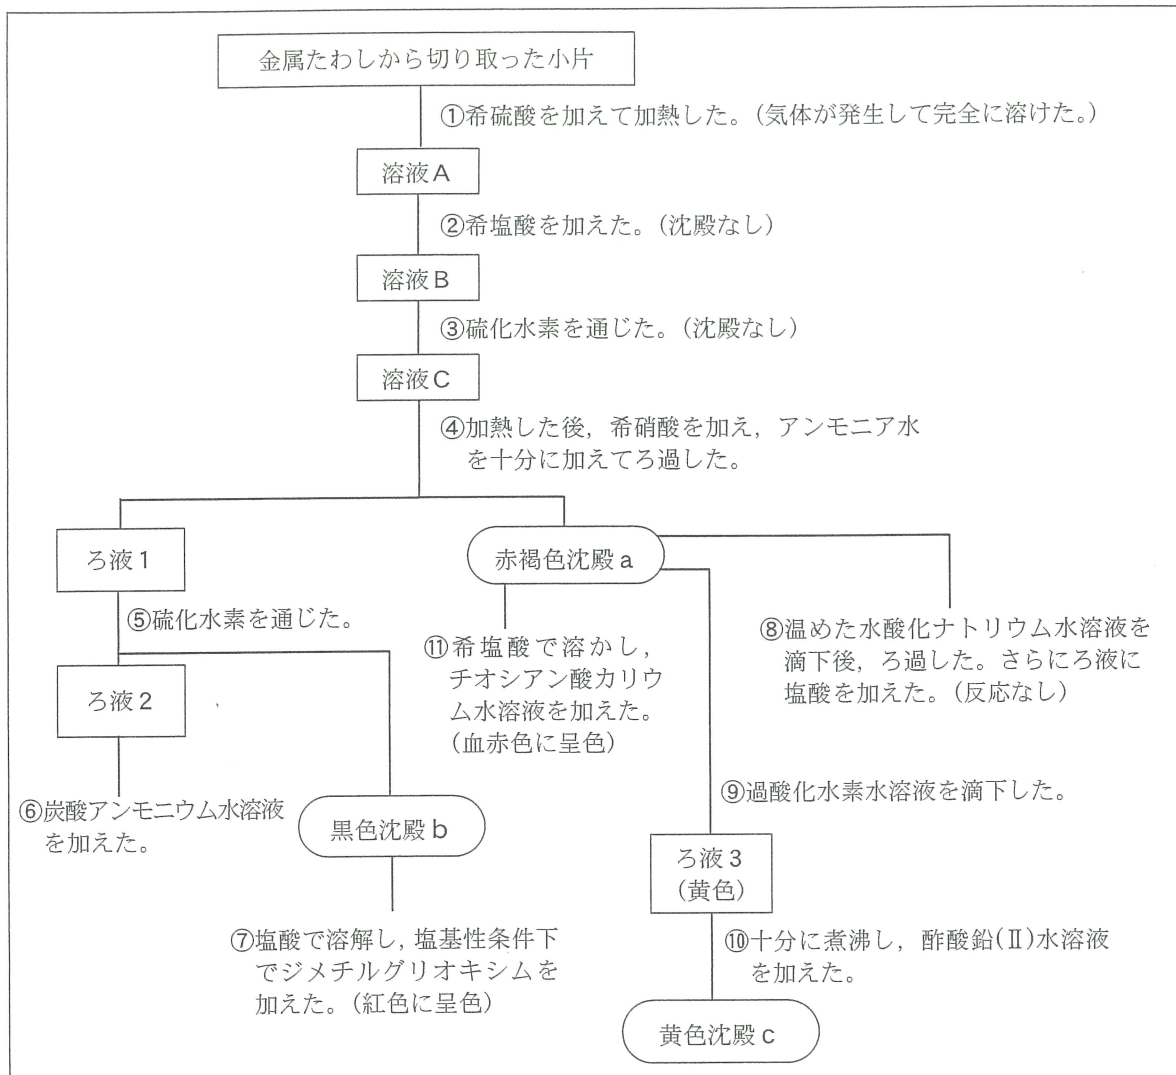 金属たわしから切り取った小片
①希硫酸を加えて加熱した。(気体が発生して完全に溶けた。)
溶液A
②希塩酸を加えた。(沈殿なし)
溶液B
③硫化水素を通じた。(沈殿なし)
溶液C
④加熱した後,希硝酸を加え,アンモニア水
を十分に加えてろ過した。
ろ液1
赤褐色沈殿a
⑤硫化水素を通じた。
⑪希塩酸で溶かし,
チオシアン酸カリウ
ム水溶液を加えた。
(血赤色に呈色)
⑧温めた水酸化ナトリウム水溶液を
滴下後,ろ過した。さらにろ液に
塩酸を加えた。(反応なし)
ろ液2
⑥炭酸アンモニウム水溶液
を加えた。
黒色沈殿b
⑨過酸化水素水溶液を滴下した。
ろ液3
(黄色)
⑦塩酸で溶解し,塩基性条件下
でジメチルグリオキシムを
加えた。(紅色に呈色)
⑩十分に煮沸し,酢酸鉛(Ⅱ)水溶液
を加えた。
黄色沈殿c